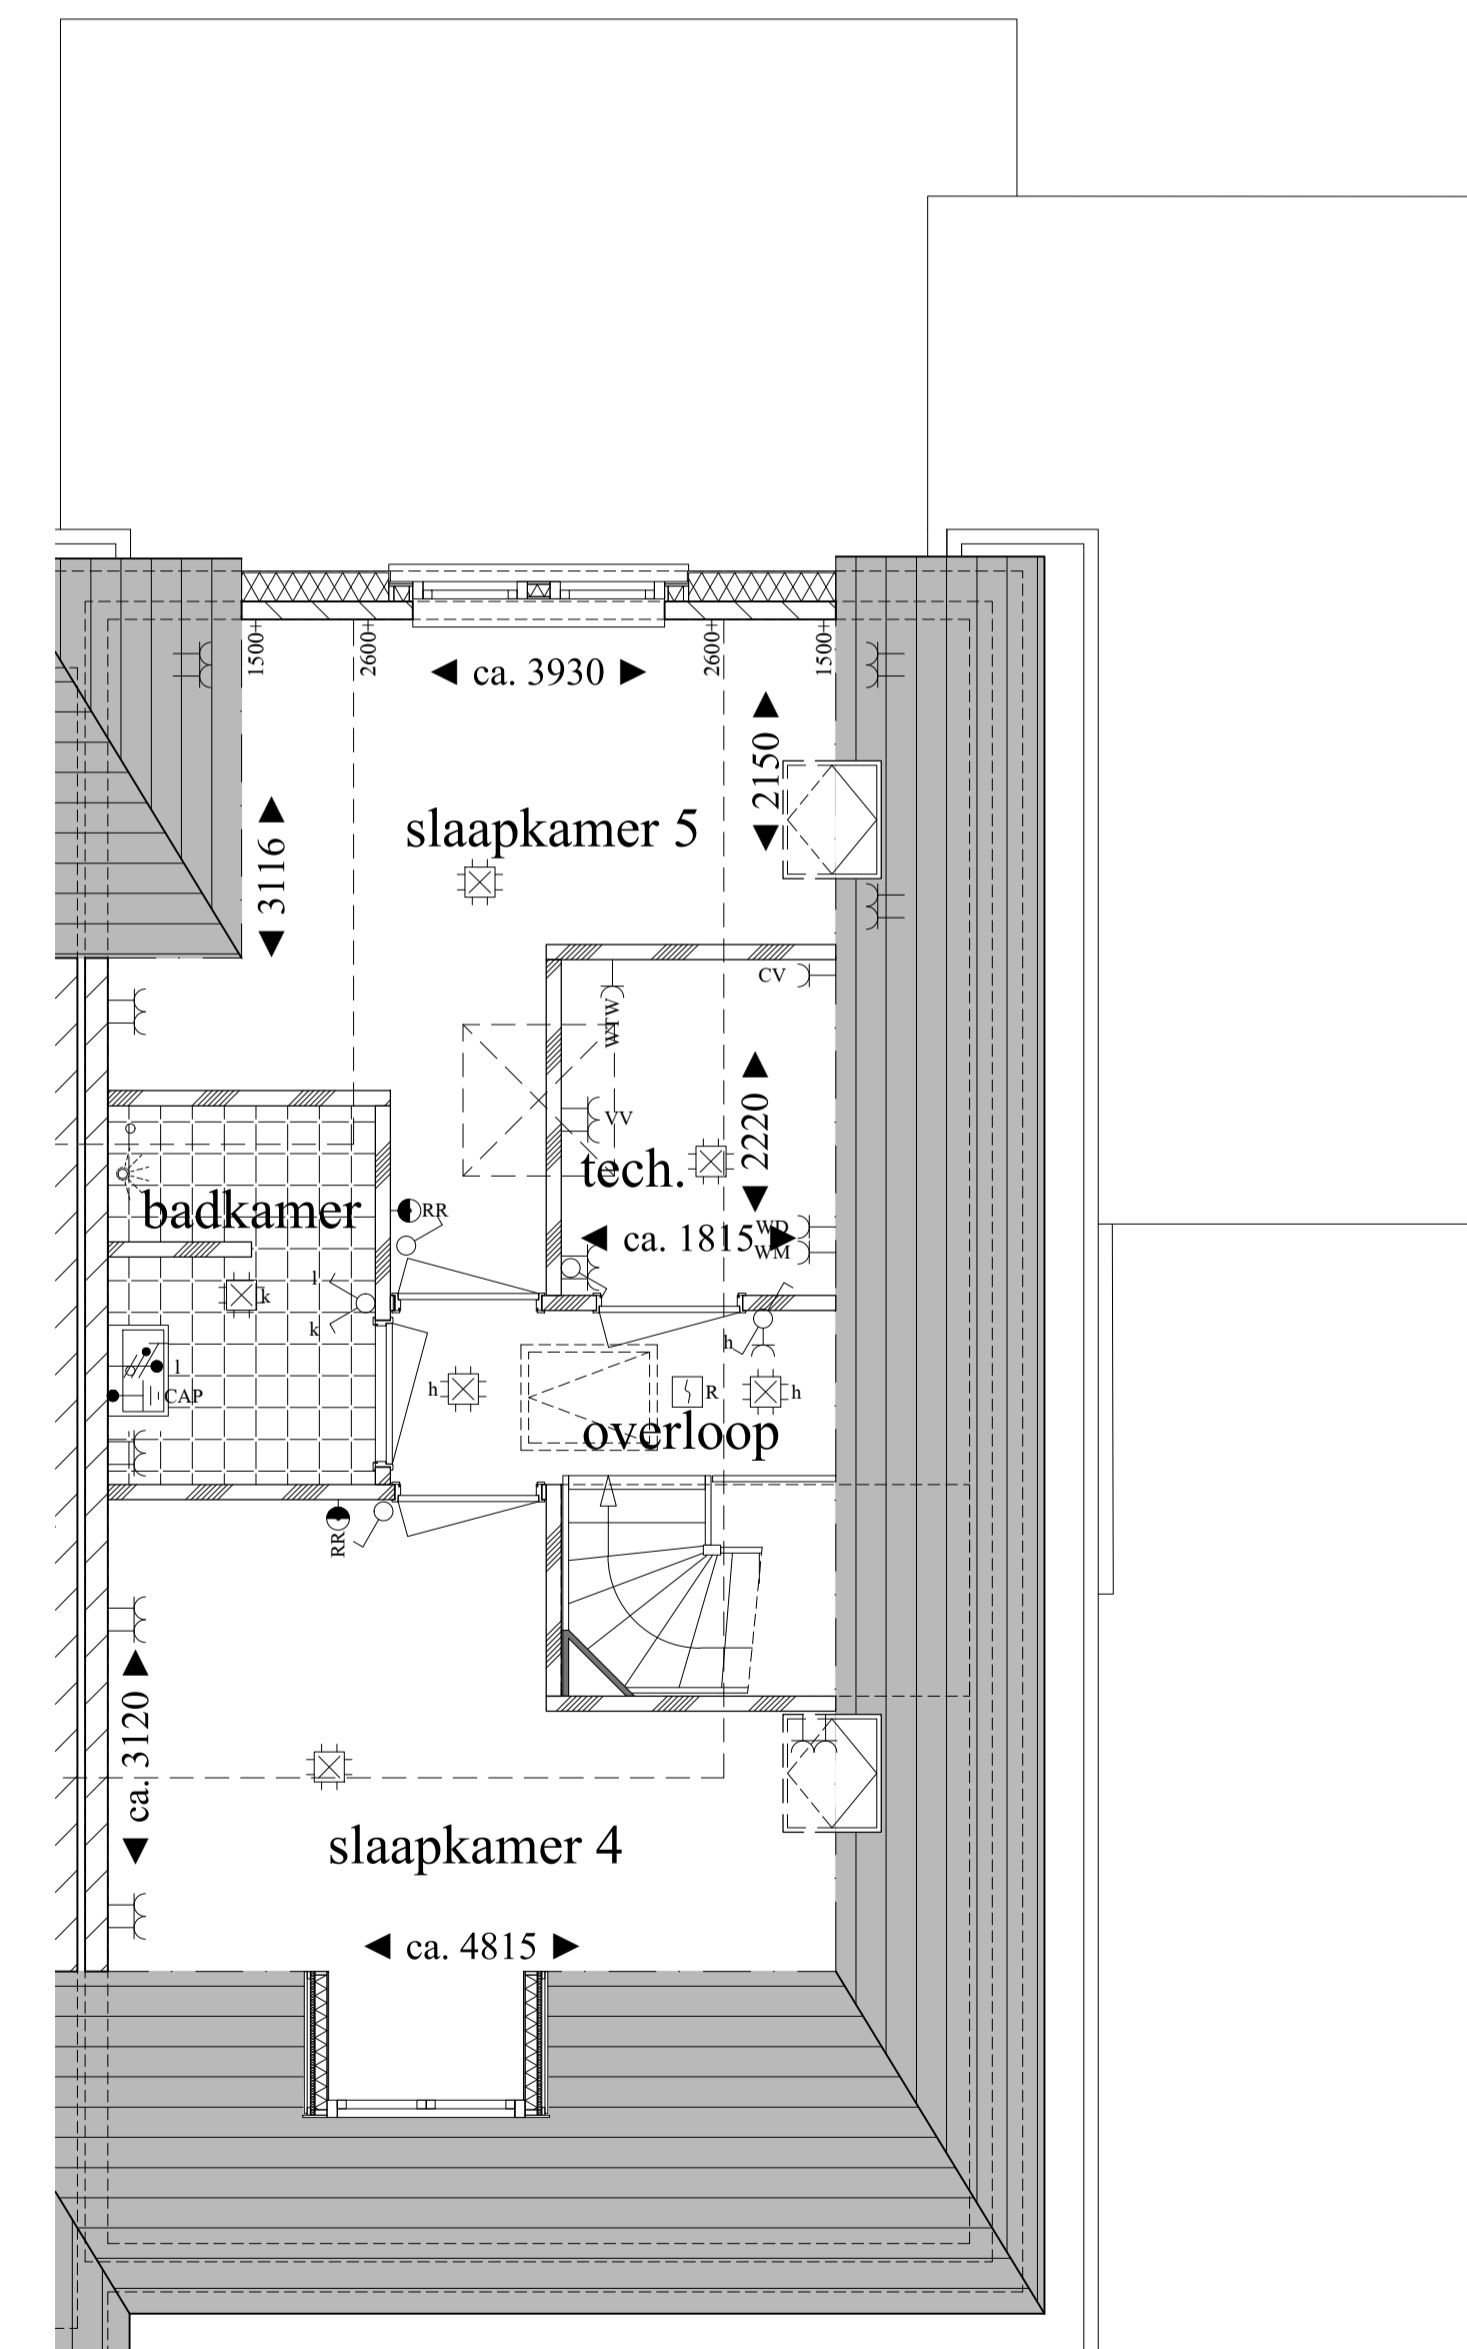 1500+
2600+
2600+
1500+
ca. 3930
2150
slaapkamer 5
3116
CV
WTW
VV
2220
tech.
badkamer
RR
ca. 1815
WD
WM
l
k
k
h
l
CAP
h
R
h
overloop
RR
ca. 3120
slaapkamer 4
ca. 4815